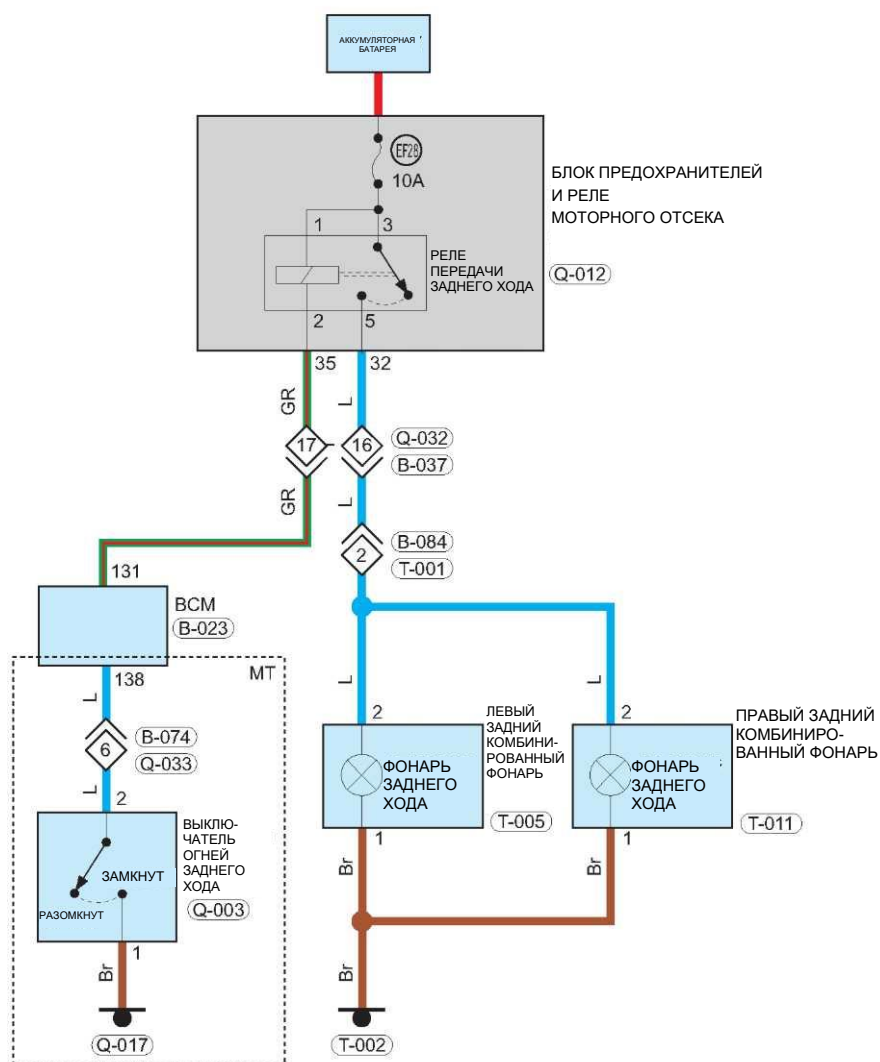 АККУМУЛЯТОРНАЯ
БАТАРЕЯ
EF28
10A
БЛОК ПРЕДОХРАНИТЕЛЕЙ
И РЕЛЕ
МОТОРНОГО ОТСЕКА
1
3
РЕЛЕ
ПЕРЕДАЧИ
ЗАДНЕГО ХОДА
Q-012
2
5
35
32
GR
L
17
16
Q-032
B-037
GR
L
2
B-084
T-001
131
BCM
B-023
MT
138
L
6
B-074
Q-033
L
2
ВЫКЛЮ-
ЧАТЕЛЬ
ОГНЕЙ
ЗАДНЕГО
ХОДА
ЗАМКНУТ
РАЗОМКНУТ
Q-003
1
Br
Q-017
L
L
2
ФОНАРЬ
ЗАДНЕГО
ХОДА
ЛЕВЫЙ
ЗАДНИЙ
КОМБИНИ-
РОВАННЫЙ
ФОНАРЬ
T-005
1
2
ФОНАРЬ
ЗАДНЕГО
ХОДА
ПРАВЫЙ ЗАДНИЙ
КОМБИНИРО-
ВАННЫЙ ФОНАРЬ
T-011
1
Br
Br
Br
T-002